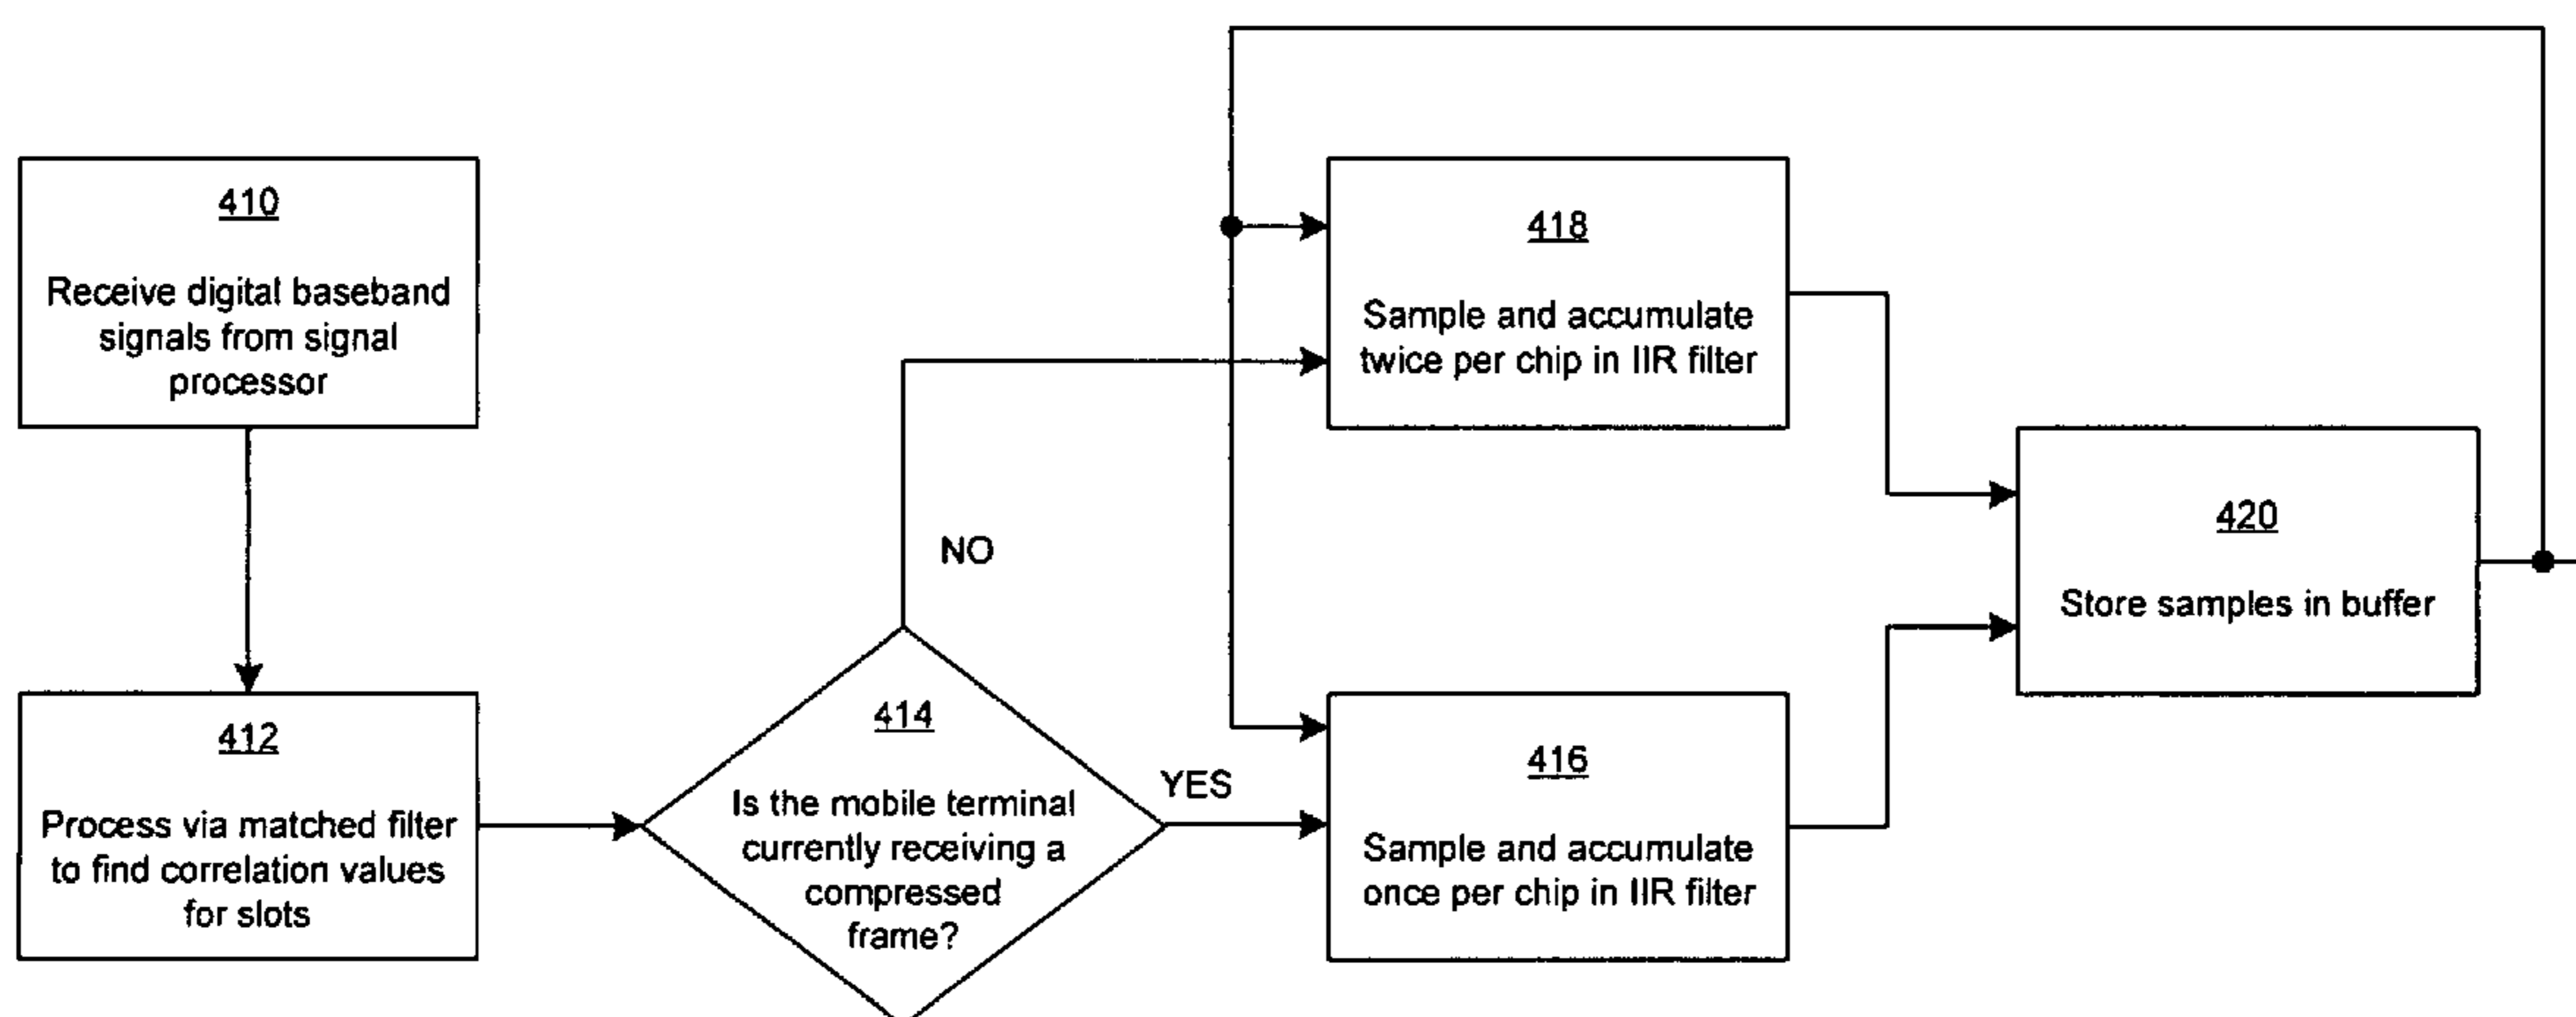 410
Receive digital baseband
signals from signal
processor
412
Process via matched filter
to find correlation values
for slots
414
Is the mobile terminal
currently receiving a
compressed
frame?
NO
YES
418
Sample and accumulate
twice per chip in IIR filter
416
Sample and accumulate
once per chip in IIR filter
420
Store samples in buffer